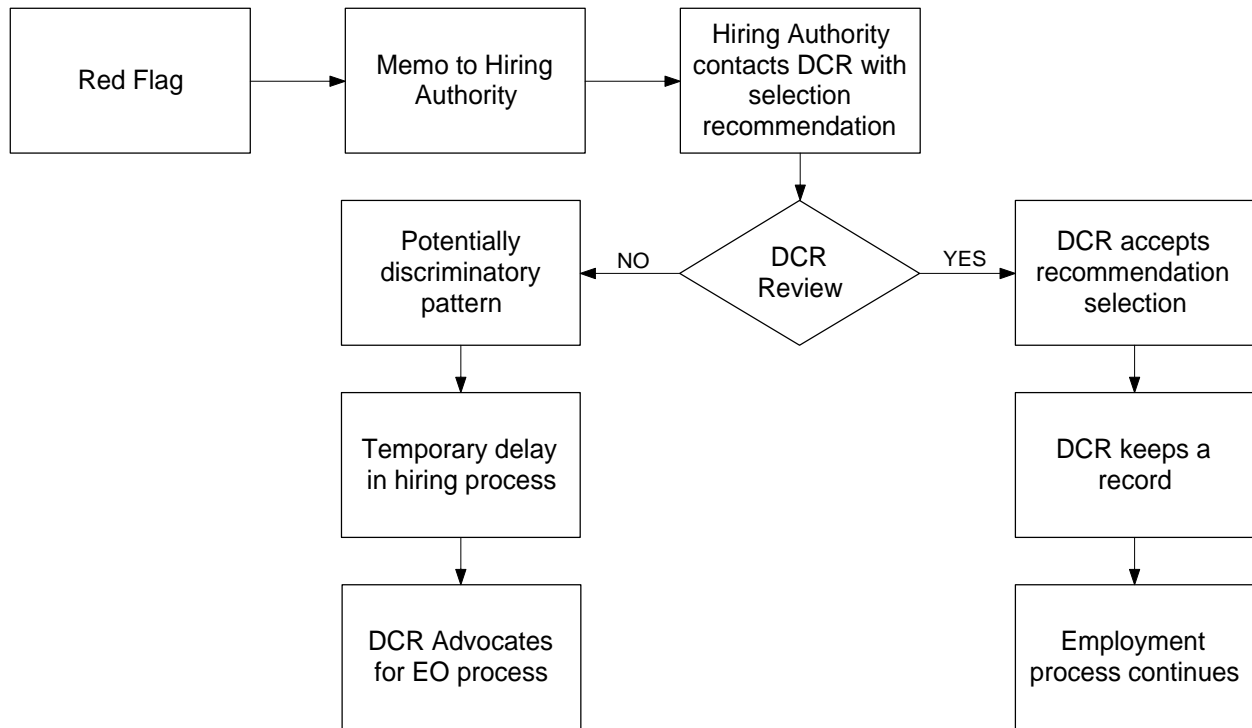 Red Flag
Memo to Hiring
Authority
Hiring Authority
contacts DCR with
selection
recommendation
Potentially
discriminatory
pattern
NO
DCR
Review
YES
DCR accepts
recommendation
selection
Temporary delay
in hiring process
DCR keeps a
record
DCR Advocates
for EO process
Employment
process continues